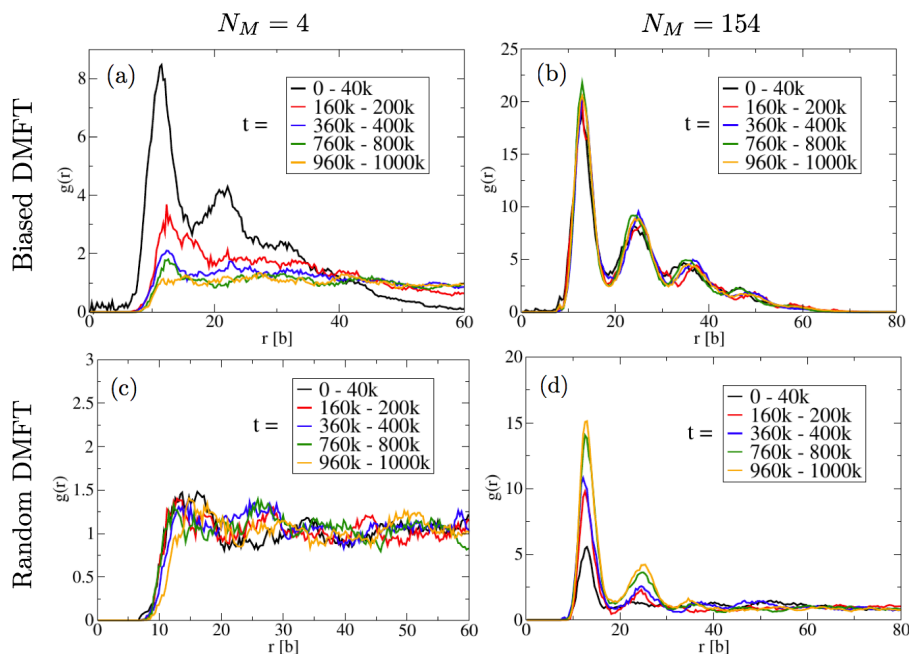 N_M = 4
N_M = 154
Biased DMFT
(a)
0 - 40k
160k - 200k
t =
360k - 400k
760k - 800k
960k - 1000k
g(r)
8
6
4
2
0
0
20
40
60
r [b]
(b)
0 - 40k
160k - 200k
t =
360k - 400k
760k - 800k
960k - 1000k
g(r)
25
20
15
10
5
0
0
20
40
60
80
r [b]
Random DMFT
(c)
0 - 40k
160k - 200k
t =
360k - 400k
760k - 800k
960k - 1000k
g(r)
3
2.5
2
1.5
1
0.5
0
0
10
20
30
40
50
60
r [b]
(d)
0 - 40k
160k - 200k
t =
360k - 400k
760k - 800k
960k - 1000k
g(r)
20
15
10
5
0
0
20
40
60
80
r [b]